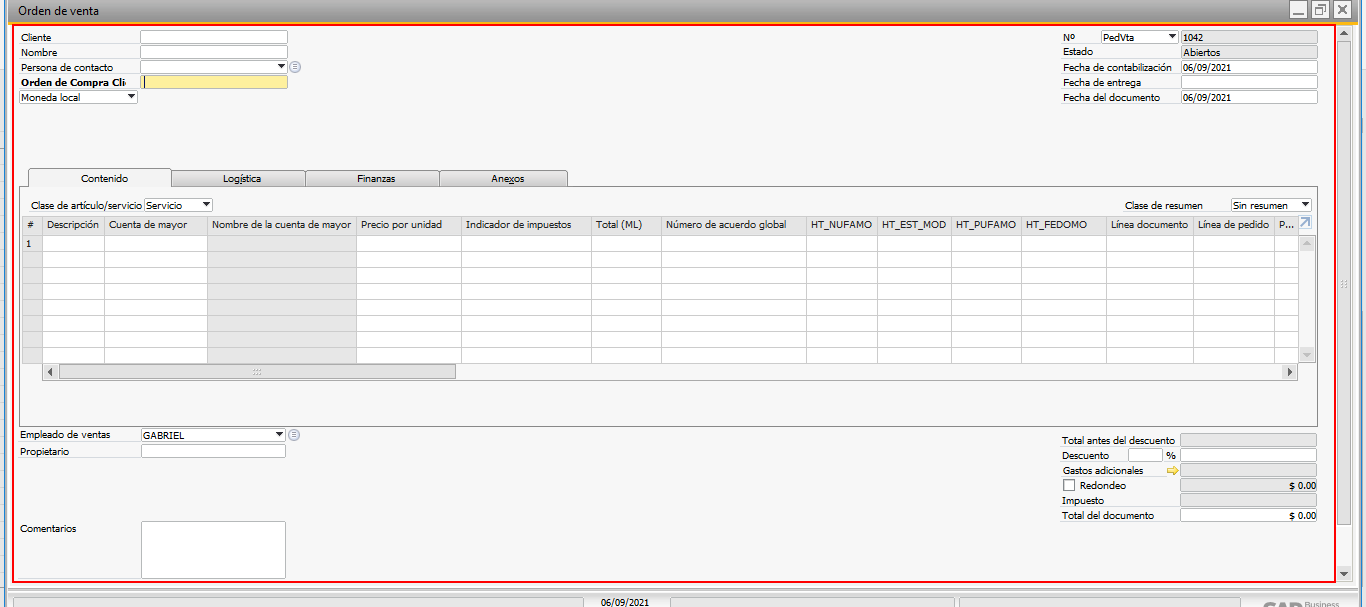 Orden de venta
Cliente
Nº PedVta 1042
Nombre
Estado Abiertos
Persona de contacto
Fecha de contabilización 06/09/2021
Orden de Compra Cli
Fecha de entrega
Moneda local
Fecha del documento 06/09/2021
Contenido Logística Finanzas Anexos
Clase de artículo/servicio Servicio
Clase de resumen Sin resumen
# Descripción Cuenta de mayor Nombre de la cuenta de mayor Precio por unidad Indicador de impuestos Total (ML) Número de acuerdo global HT_NUFAMO HT_EST_MOD HT_PUFAMO HT_FEDOMO Línea documento Línea de pedido P...
1
Empleado de ventas GABRIEL
Total antes del descuento
Propietario
Descuento %
Gastos adicionales
Redondeo $ 0.00
Impuesto
Total del documento $ 0.00
Comentarios
06/09/2021
SAP Business